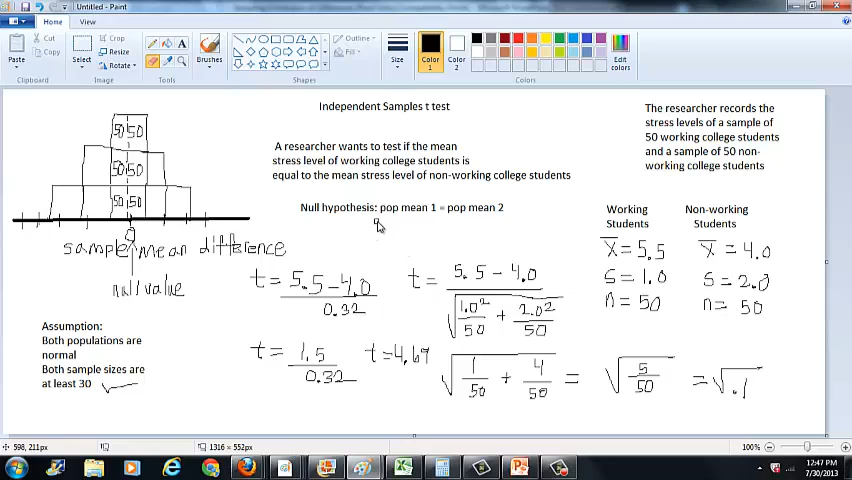 Untitled - Paint
Home
View
Paste
Cut
Copy
Clipboard
Select
Crop
Resize
Rotate
Image
Tools
Brushes
Shapes
Outline
Fill
Size
Color 1
Color 2
Edit colors
Colors
Independent Samples t test
A researcher wants to test if the mean
stress level of working college students is
equal to the mean stress level of non-working college students
Null hypothesis: pop mean 1 = pop mean 2
The researcher records the
stress levels of a sample of
50 working college students
and a sample of 50 non-
working college students
50 50
50 50
50 50
0
sample mean difference
null value
Assumption:
Both populations are
normal
Both sample sizes are
at least 30 ✓
t = 5.5 - 4.0
0.32
t = 5.5 - 4.0
√ 1.0² / 50 + 2.0² / 50
t = 1.5
0.32
t = 4.69
√ 1 / 50 + 4 / 50 = √ 5 / 50 = √ .1
Working Students
X̄ = 5.5
s = 1.0
n = 50
Non-working Students
X̄ = 4.0
s = 2.0
n = 50
598, 211px
1316 × 552px
100%
12:47 PM
7/30/2013